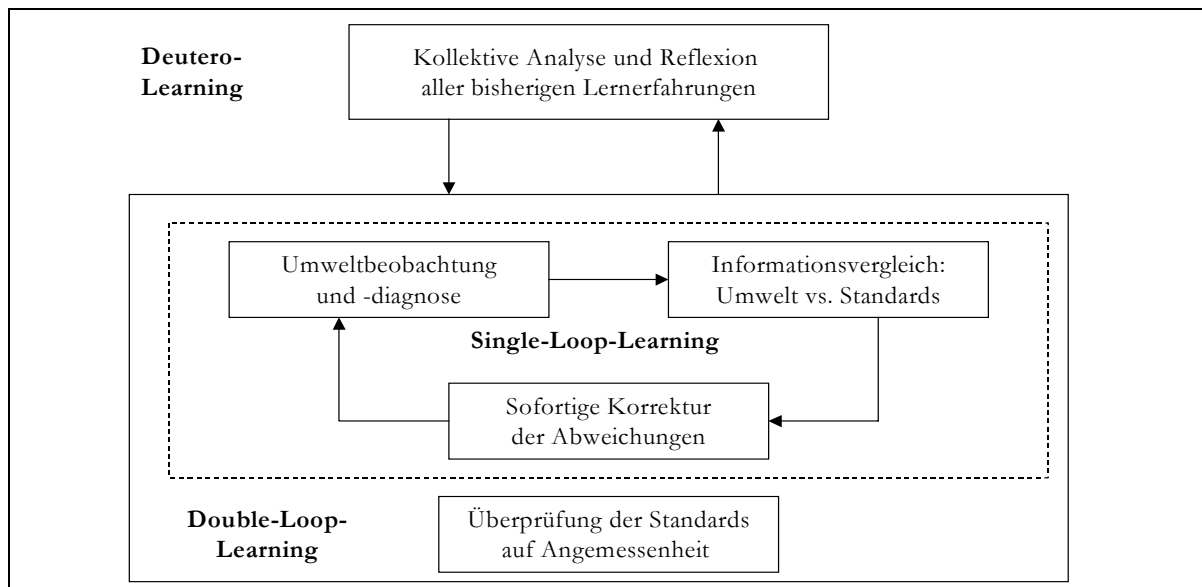 Deutero-
Learning
Kollektive Analyse und Reflexion
aller bisherigen Lernerfahrungen
Umweltbeobachtung
und -diagnose
Informationsvergleich:
Umwelt vs. Standards
Single-Loop-Learning
Sofortige Korrektur
der Abweichungen
Double-Loop-
Learning
Überprüfung der Standards
auf Angemessenheit